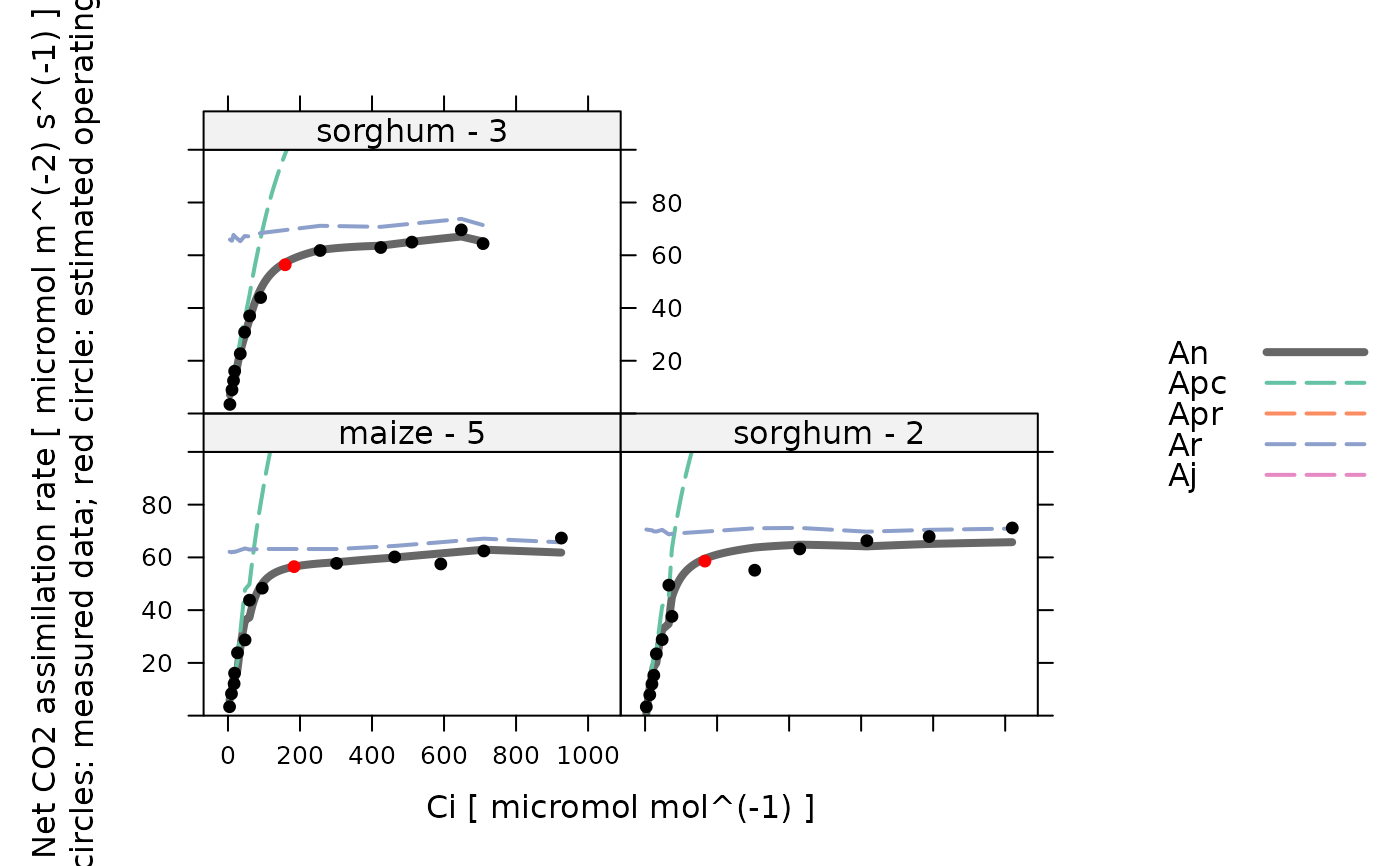 Net CO2 assimilation rate [ micromol m^(-2) s^(-1) ]
circles: measured data; red circle: estimated operating
sorghum - 3
80
60
40
20
maize - 5
sorghum - 2
80
60
40
20
0 200 400 600 800 1000
Ci [ micromol mol^(-1) ]
An
Apc
Apr
Ar
Aj